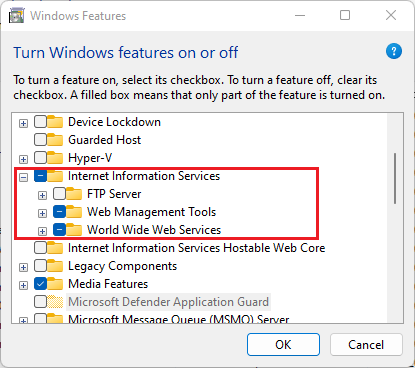 Windows Features
Turn Windows features on or off
?
To turn a feature on, select its checkbox. To turn a feature off, clear its
checkbox. A filled box means that only part of the feature is turned on.
Device Lockdown
Guarded Host
Hyper-V
Internet Information Services
FTP Server
Web Management Tools
World Wide Web Services
Internet Information Services Hostable Web Core
Legacy Components
Media Features
Microsoft Defender Application Guard
Microsoft Message Queue (MSMQ) Server
OK
Cancel